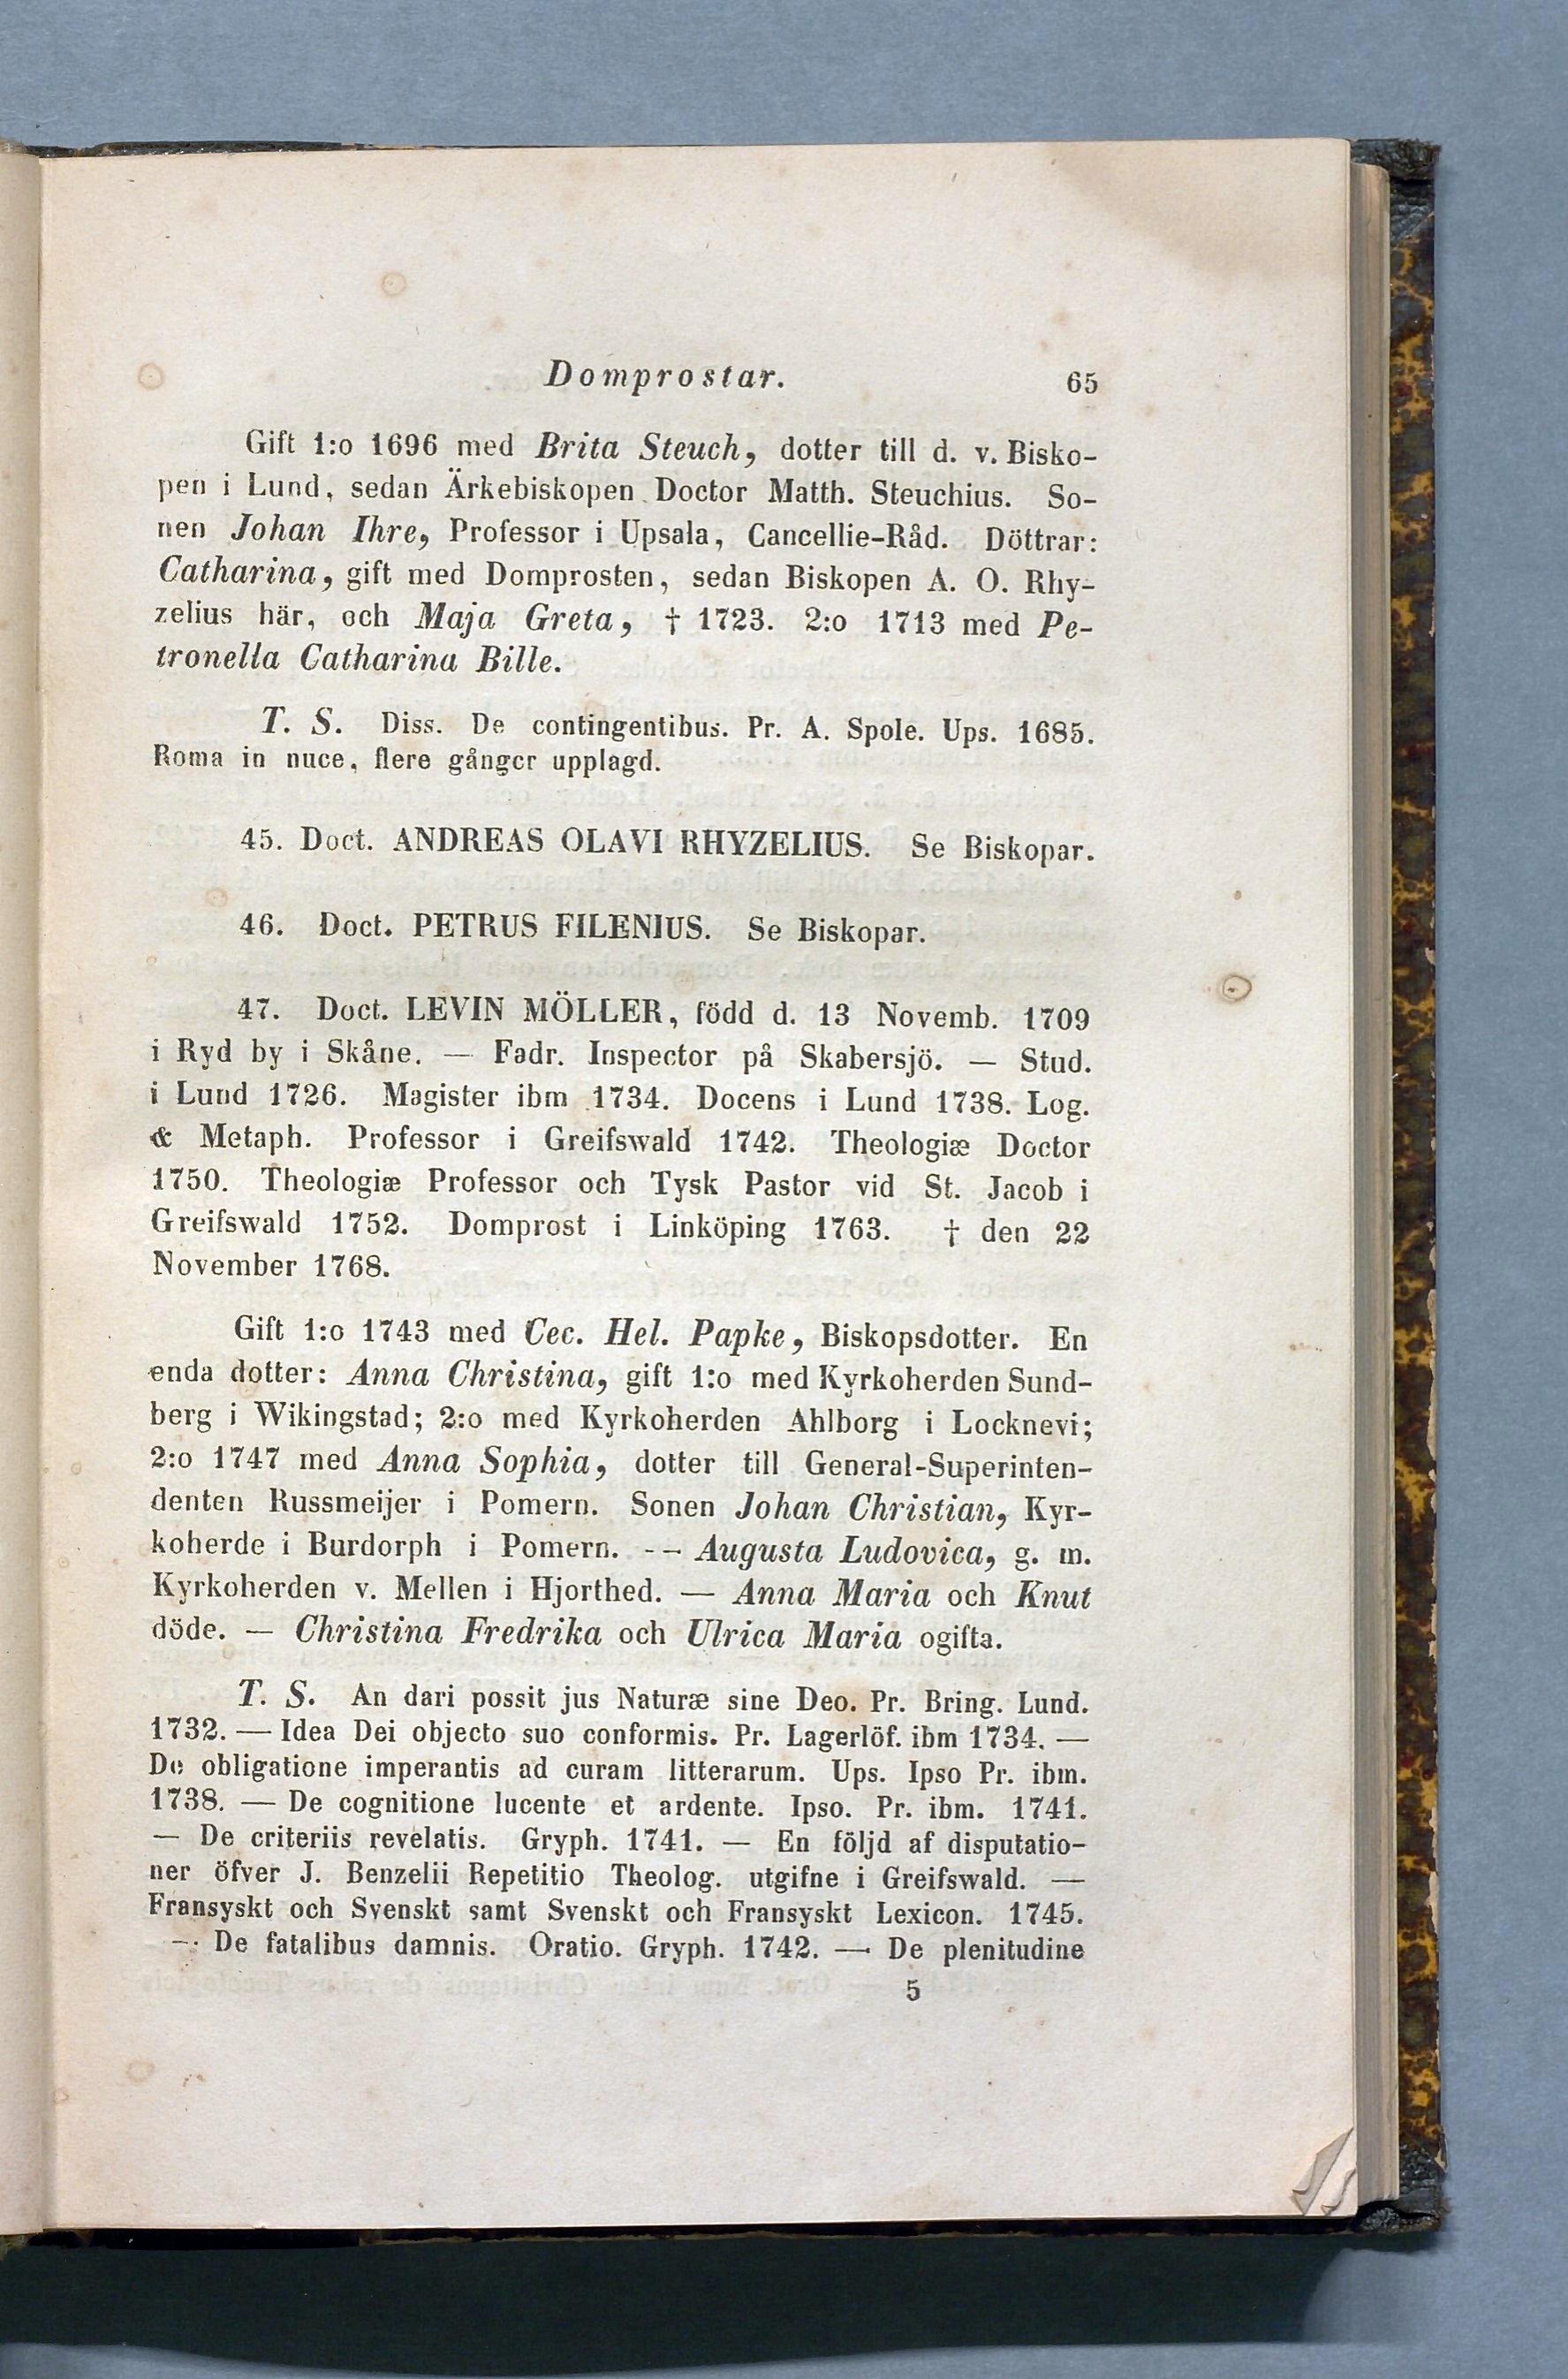 Domprostar. 65
Gift 1:o 1696 med Brita Steuch, dotter till d. v. Bisko-
pen i Lund, sedan Ärkebiskopen Doctor Matth. Steuchius. So-
nen Johan Ihre, Professor i Upsala, Cancellie-Råd. Döttrar:
Catharina, gift med Domprosten, sedan Biskopen A. O. Rhy-
zelius här, och Maja Greta, † 1723. 2:o 1713 med Pe-
tronella Catharina Bille.
T. S. Diss. De contingentibus. Pr. A. Spole. Ups. 1685.
Roma in nuce, flere gånger upplagd.
45. Doct. ANDREAS OLAVI RHYZELIUS. Se Biskopar.
46. Doct. PETRUS FILENIUS. Se Biskopar.
47. Doct. LEVIN MÖLLER, född d. 13 Novemb. 1709
i Ryd by i Skåne. — Fadr. Inspector på Skabersjö. — Stud.
i Lund 1726. Magister ibm 1734. Docens i Lund 1738. Log.
& Metaph. Professor i Greifswald 1742. Theologiæ Doctor
1750. Theologiæ Professor och Tysk Pastor vid St. Jacob i
Greifswald 1752. Domprost i Linköping 1763. † den 22
November 1768.
Gift 1:o 1743 med Cec. Hel. Papke, Biskopsdotter. En
enda dotter: Anna Christina, gift 1:o med Kyrkoherden Sund-
berg i Wikingstad; 2:o med Kyrkoherden Ahlborg i Locknevi;
2:o 1747 med Anna Sophia, dotter till General-Superinten-
denten Russmeijer i Pomern. Sonen Johan Christian, Kyr-
koherde i Burdorph i Pomern. -- Augusta Ludovica, g. m.
Kyrkoherden v. Mellen i Hjorthed. — Anna Maria och Knut
döde. — Christina Fredrika och Ulrica Maria ogifta.
T. S. An dari possit jus Naturæ sine Deo. Pr. Bring. Lund.
1732. — Idea Dei objecto suo conformis. Pr. Lagerlöf. ibm 1734. —
De obligatione imperantis ad curam litterarum. Ups. Ipso Pr. ibm.
1738. — De cognitione lucente et ardente. Ipso. Pr. ibm. 1741.
— De criteriis revelatis. Gryph. 1741. — En följd af disputatio-
ner öfver J. Benzelii Repetitio Theolog. utgifne i Greifswald. —
Fransyskt och Svenskt samt Svenskt och Fransyskt Lexicon. 1745.
— De fatalibus damnis. Oratio. Gryph. 1742. — De plenitudine
5